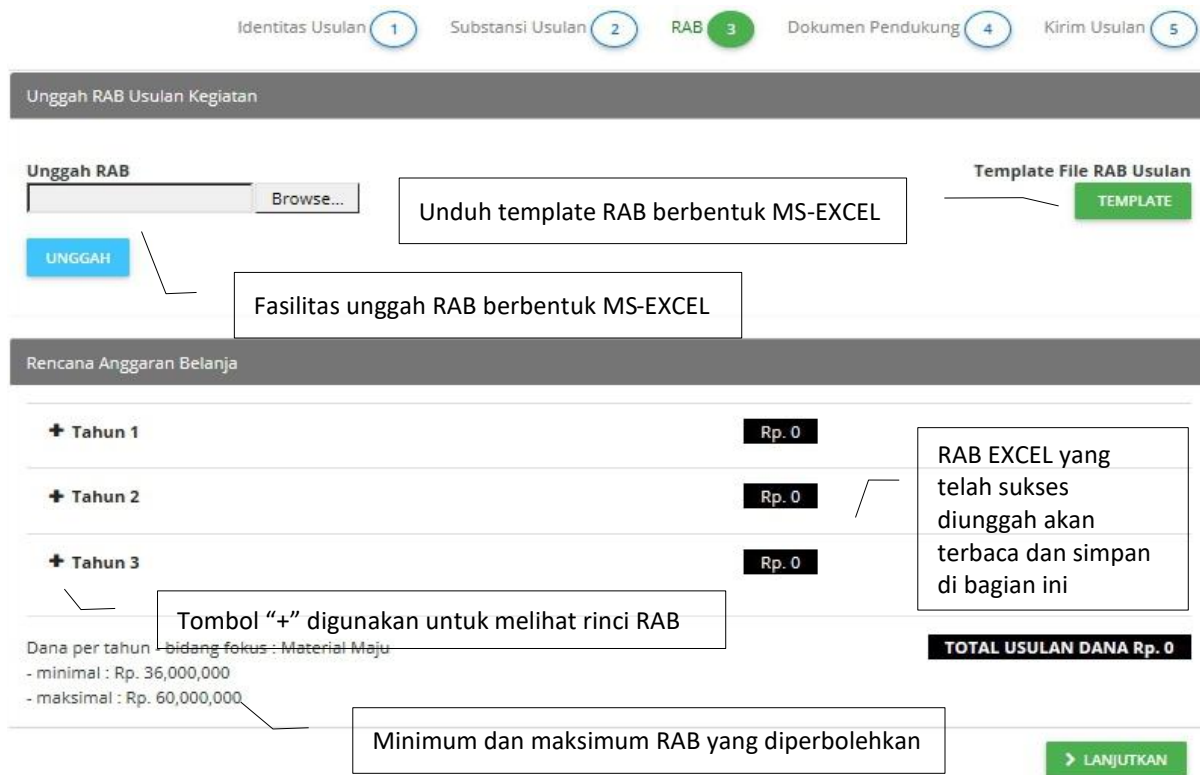 Identitas Usulan 1 Substansi Usulan 2 RAB 3 Dokumen Pendukung 4 Kirim Usulan 5
Unggah RAB Usulan Kegiatan
Unggah RAB
Browse...
Template File RAB Usulan
TEMPLATE
Unduh template RAB berbentuk MS-EXCEL
UNGGAH
Fasilitas unggah RAB berbentuk MS-EXCEL
Rencana Anggaran Belanja
+ Tahun 1 Rp. 0
+ Tahun 2 Rp. 0
+ Tahun 3 Rp. 0
RAB EXCEL yang
telah sukses
diunggah akan
terbaca dan simpan
di bagian ini
Tombol “+” digunakan untuk melihat rinci RAB
Dana per tahun - bidang fokus : Material Maju
- minimal : Rp. 36,000,000
- maksimal : Rp. 60,000,000
TOTAL USULAN DANA Rp. 0
Minimum dan maksimum RAB yang diperbolehkan
> LANJUTKAN